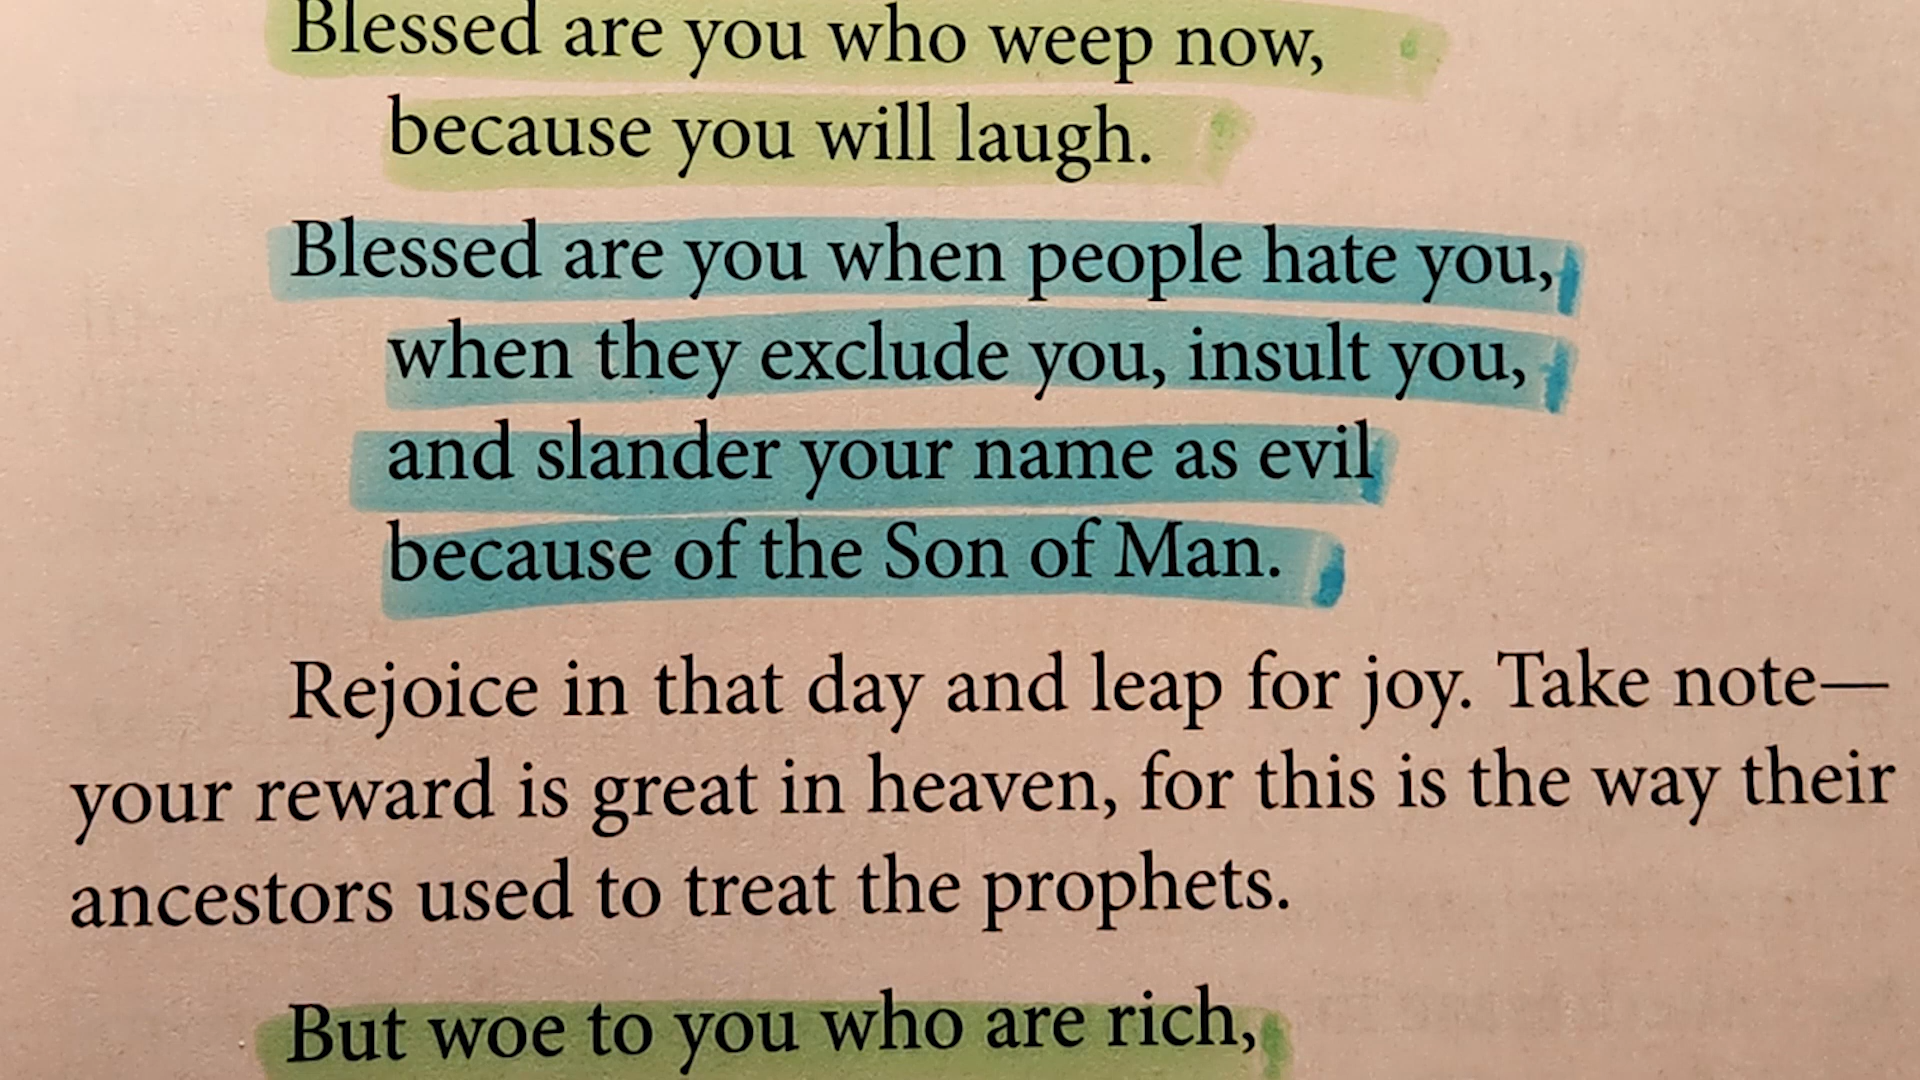 Blessed are you who weep now,
because you will laugh.
Blessed are you when people hate you,
when they exclude you, insult you,
and slander your name as evil
because of the Son of Man.
Rejoice in that day and leap for joy. Take note—
your reward is great in heaven, for this is the way their
ancestors used to treat the prophets.
But woe to you who are rich,